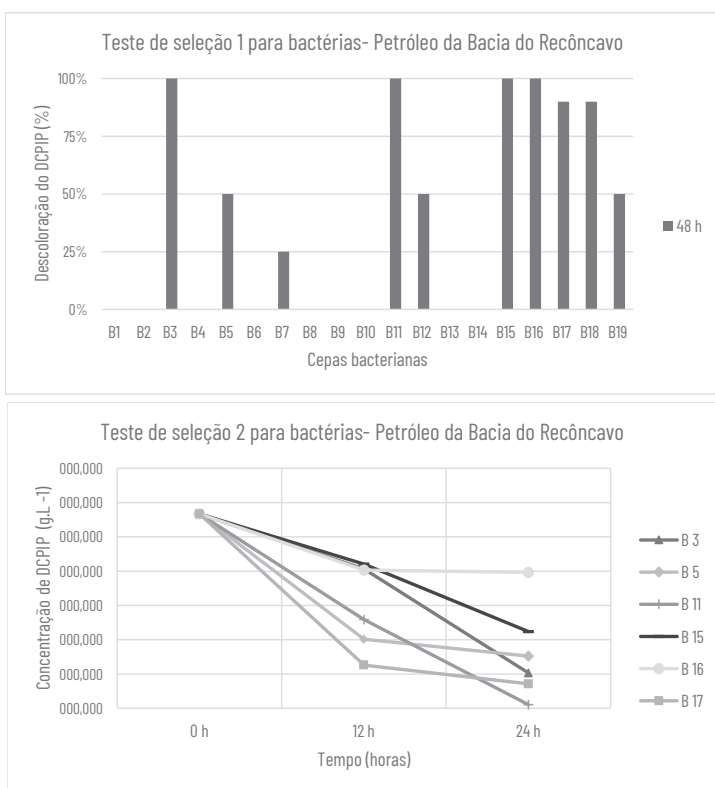 Teste de seleção 1 para bactérias- Petróleo da Bacia do Recôncavo
Descoloração do DCPIP (%)
100%
75%
50%
25%
0%
B1 B2 B3 B4 B5 B6 B7 B8 B9 B10 B11 B12 B13 B14 B15 B16 B17 B18 B19
Cepas bacterianas
48 h
Teste de seleção 2 para bactérias- Petróleo da Bacia do Recôncavo
Concentração de DCPIP (g.L -1)
000,000
000,000
000,000
000,000
000,000
000,000
000,000
000,000
0 h 12 h 24 h
Tempo (horas)
B 3
B 5
B 11
B 15
B 16
B 17